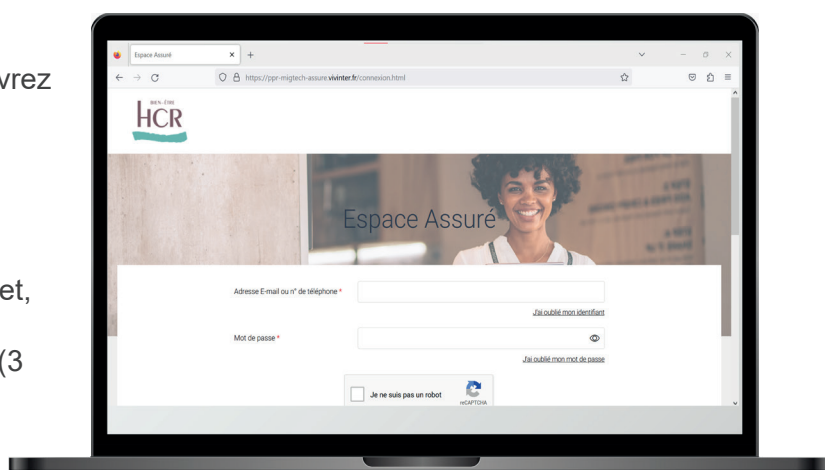 vrez
et,
(3
Espace Assuré
https://ppr-migtech-assure.vivinter.fr/connexion.html
BIEN-ÊTRE
HCR
Espace Assuré
Adresse E-mail ou n° de téléphone *
J'ai oublié mon identifiant
Mot de passe *
J'ai oublié mon mot de passe
Je ne suis pas un robot
reCAPTCHA